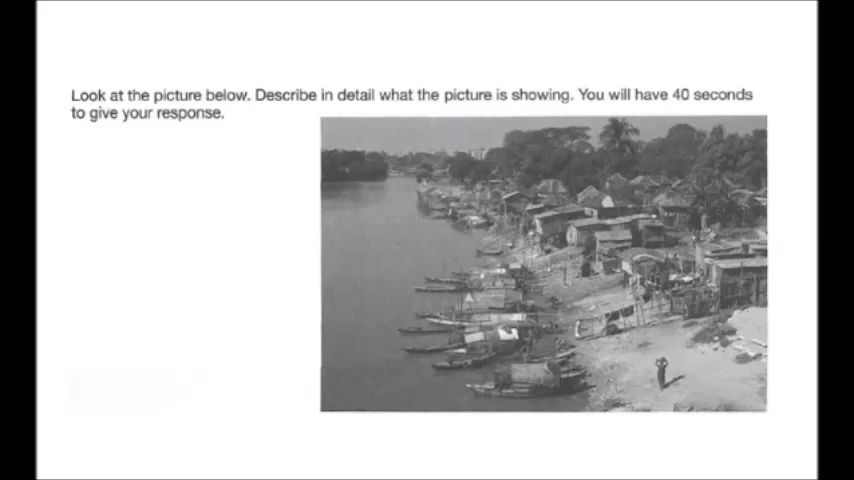 Look at the picture below. Describe in detail what the picture is showing. You will have 40 seconds
to give your response.